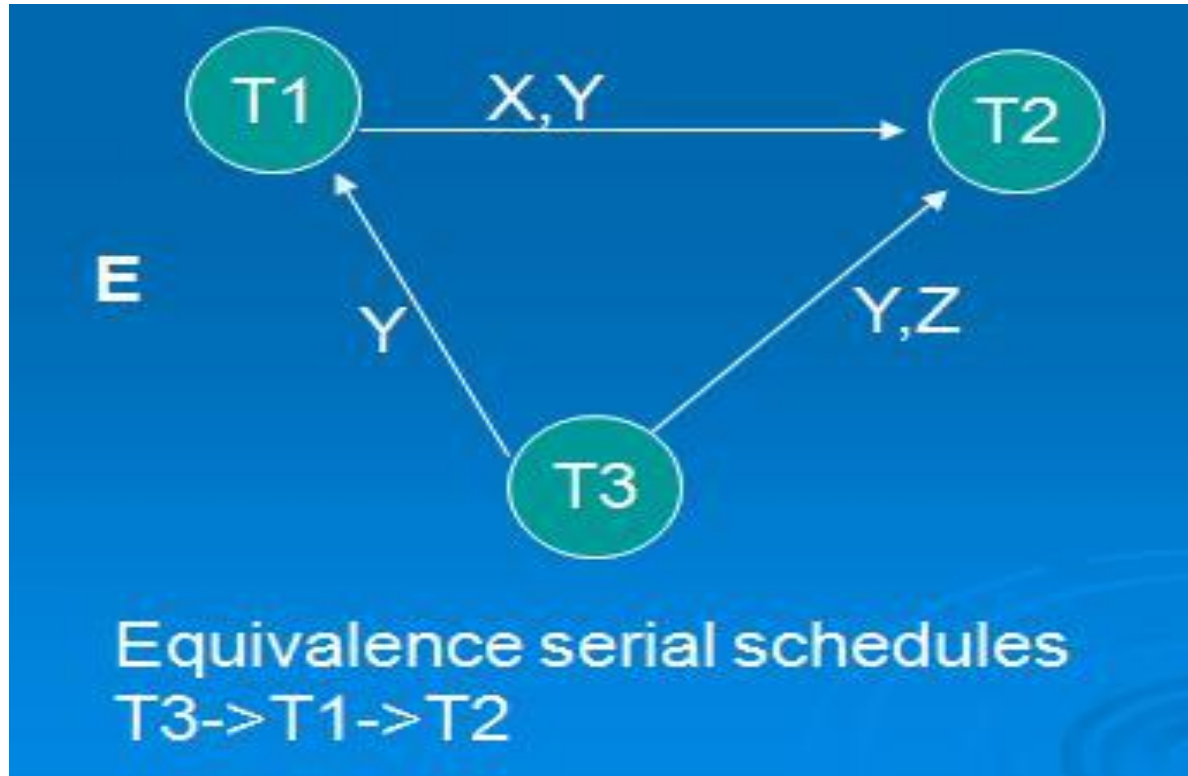 T1
X,Y
T2
E
Y
Y,Z
T3
Equivalence serial schedules
T3->T1->T2